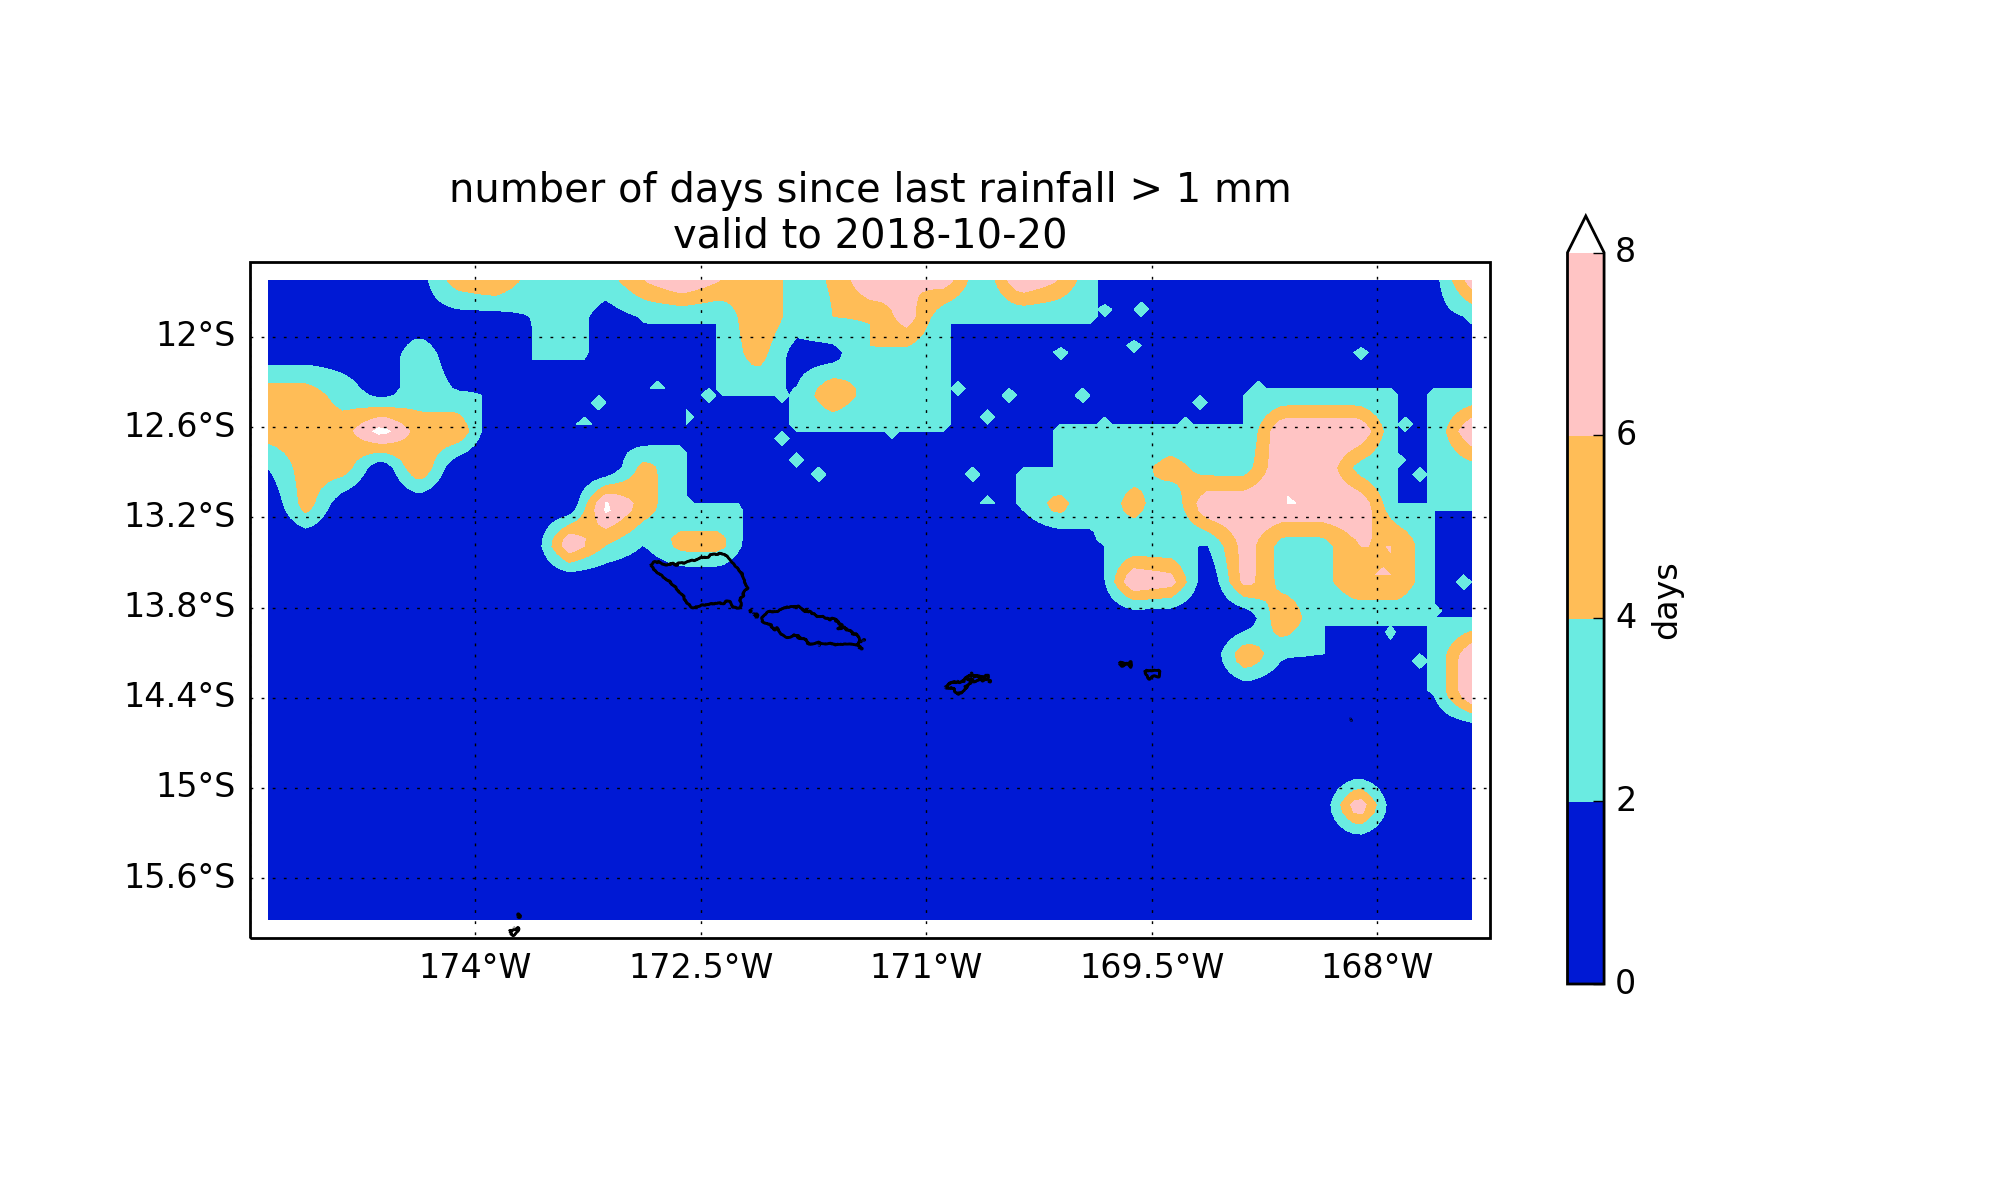 number of days since last rainfall > 1 mm
valid to 2018-10-20
12°S
12.6°S
13.2°S
13.8°S
14.4°S
15°S
15.6°S
174°W
172.5°W
171°W
169.5°W
168°W
8
6
4
2
0
days